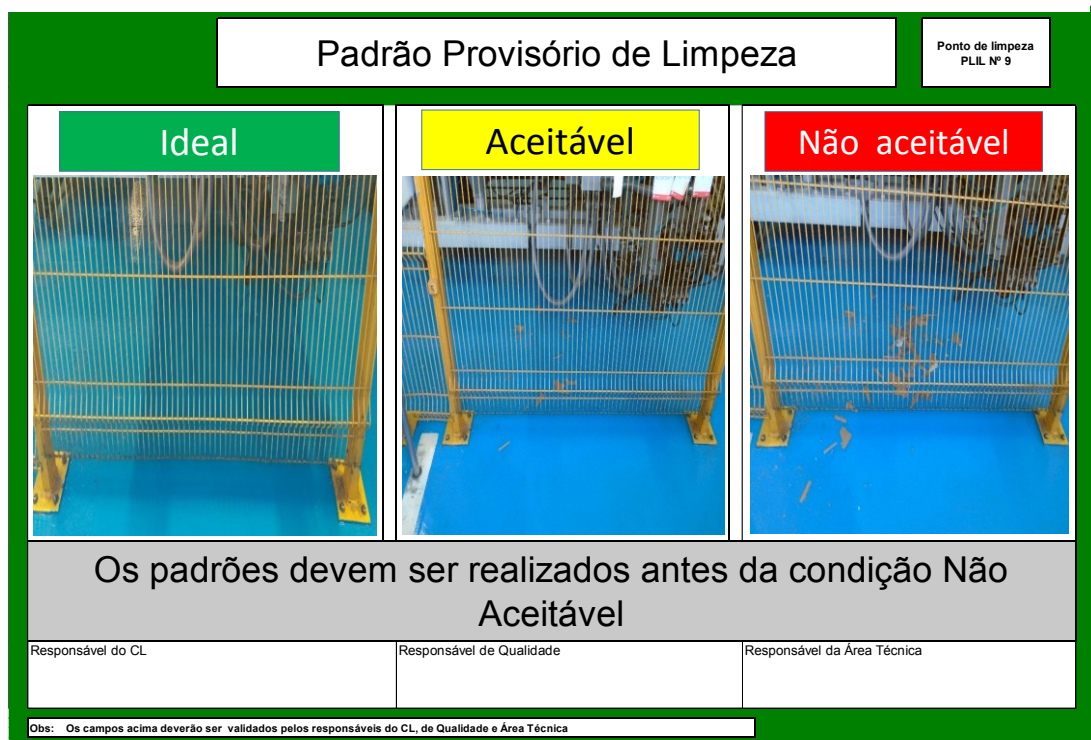 Padrão Provisório de Limpeza
Ponto de limpeza
PLIL Nº 9
Ideal
Aceitável
Não aceitável
Os padrões devem ser realizados antes da condição Não
Aceitável
Responsável do CL
Responsável de Qualidade
Responsável da Área Técnica
Obs: Os campos acima deverão ser validados pelos responsáveis do CL, de Qualidade e Área Técnica